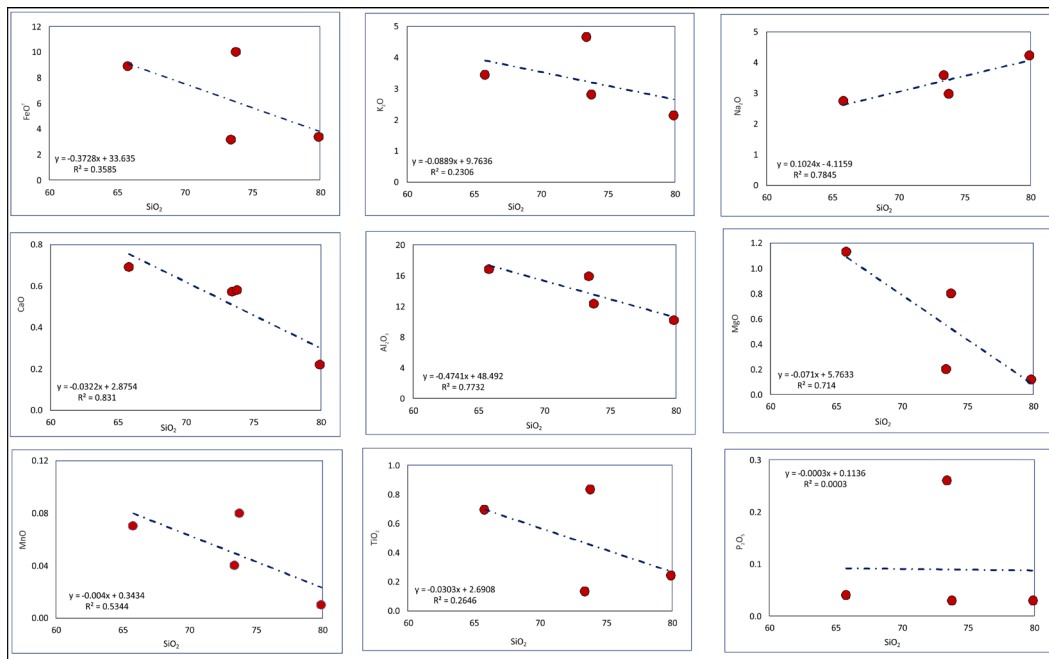 12
10
8
6
4
2
0
FeOᵗ
y = -0.3728x + 33.635
R² = 0.3585
60 65 70 75 80
SiO₂
5
4
3
2
1
0
K₂O
y = -0.0889x + 9.7636
R² = 0.2306
60 65 70 75 80
SiO₂
5
4
3
2
1
0
Na₂O
y = 0.1024x - 4.1159
R² = 0.7845
60 65 70 75 80
SiO₂
0.8
0.6
0.4
0.2
0.0
CaO
y = -0.0322x + 2.8754
R² = 0.831
60 65 70 75 80
SiO₂
20
16
12
8
4
0
Al₂O₃
y = -0.4741x + 48.492
R² = 0.7732
60 65 70 75 80
SiO₂
1.2
1.0
0.8
0.6
0.4
0.2
0.0
MgO
y = -0.071x + 5.7633
R² = 0.714
60 65 70 75 80
SiO₂
0.12
0.08
0.04
0.00
MnO
y = -0.004x + 0.3434
R² = 0.5344
60 65 70 75 80
SiO₂
1.0
0.8
0.6
0.4
0.2
0.0
TiO₂
y = -0.0303x + 2.6908
R² = 0.2646
60 65 70 75 80
SiO₂
0.3
0.2
0.1
0.0
P₂O₅
y = -0.0003x + 0.1136
R² = 0.0003
60 65 70 75 80
SiO₂